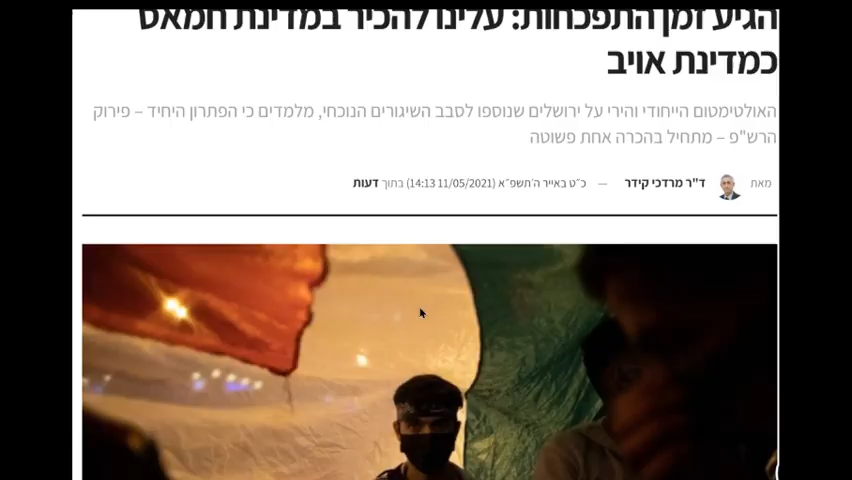 הגיע זמן התפכחות: עלינו להכיר במדינת חמאס
כמדינת אויב
האולטימטום הייחודי והירי על ירושלים שנוספו לסבב השיגורים הנוכחי, מלמדים כי הפתרון היחיד – פירוק
הרש"פ – מתחיל בהכרה אחת פשוטה
מאת ד"ר מרדכי קידר — כ״ט באייר ה׳תשפ״א (11/05/2021 14:13) בתוך דעות